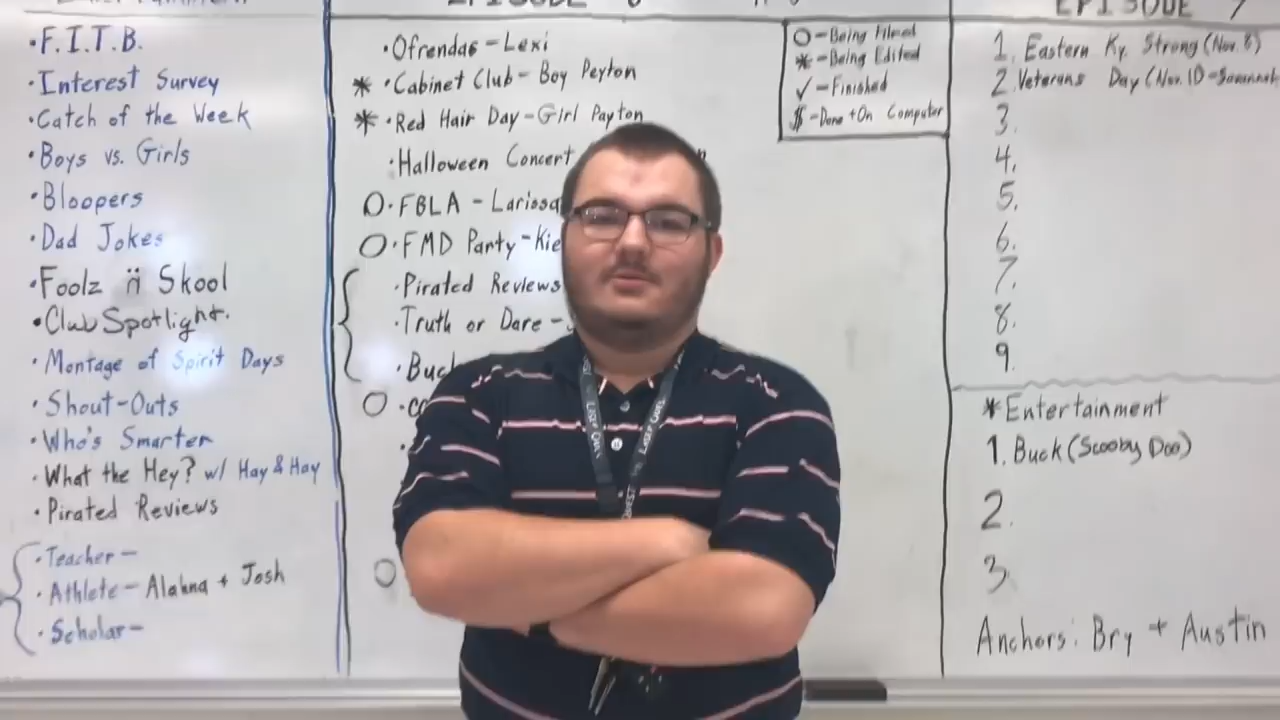 ·F.I.T.B.
·Interest Survey
·Catch of the Week
·Boys vs. Girls
·Bloopers
·Dad Jokes
·Foolz n Skool
·Club Spotlight.
·Montage of Spirit Days
·Shout-Outs
·Who's Smarter
·What the Hey? w/ Hay & Hay
·Pirated Reviews
·Teacher-
·Athlete- Alahna + Josh
·Scholar-
EPISODE
·Ofrendas-Lexi
* ·Cabinet Club- Boy Peyton
* ·Red Hair Day-Girl Payton
·Halloween Concert
O ·FBLA - Larissa
O ·FMD Party-Kie
·Pirated Reviews
·Truth or Dare -
·Buck
O-Being Filmed
*-Being Edited
✓-Finished
$-Done + On Computer
EPISODE 7
1. Eastern Ky. Strong (Nov. 8)
2. Veterans Day (Nov. 11)-Savannah
3.
4.
5.
6.
7.
8.
9.
*Entertainment
1. Buck (Scooby Doo)
2.
3.
Anchors: Bry + Austin